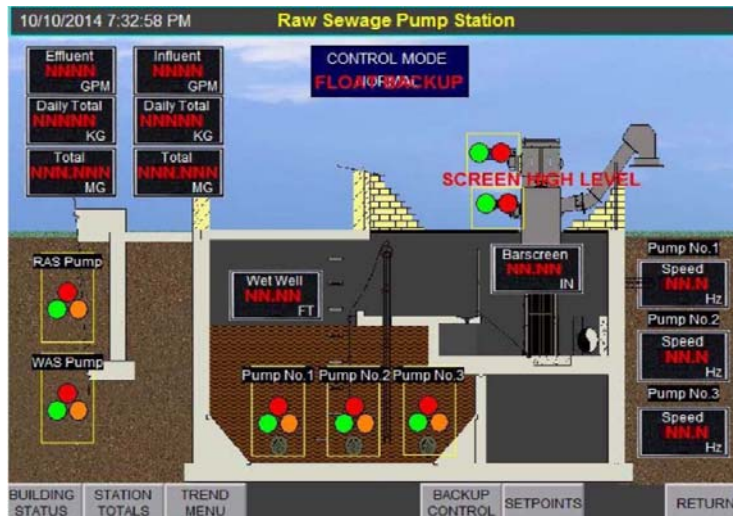 10/10/2014 7:32:58 PM
Raw Sewage Pump Station
Effluent
NNNN
GPM
Influent
NNNN
GPM
CONTROL MODE
NORMAL
FLOAT BACKUP
Daily Total
NNNNN
KG
Daily Total
NNNNN
KG
Total
NNN.NNN
MG
Total
NNN.NNN
MG
SCREEN HIGH LEVEL
RAS Pump
Wet Well
NN.NN
FT
Barscreen
NN.NN
IN
Pump No.1
Speed
NN.N
Hz
Pump No.2
Speed
NN.N
Hz
WAS Pump
Pump No.1
Pump No.2
Pump No.3
Pump No.3
Speed
NN.N
Hz
BUILDING
STATUS
STATION
TOTALS
TREND
MENU
BACKUP
CONTROL
SETPOINTS
RETURN